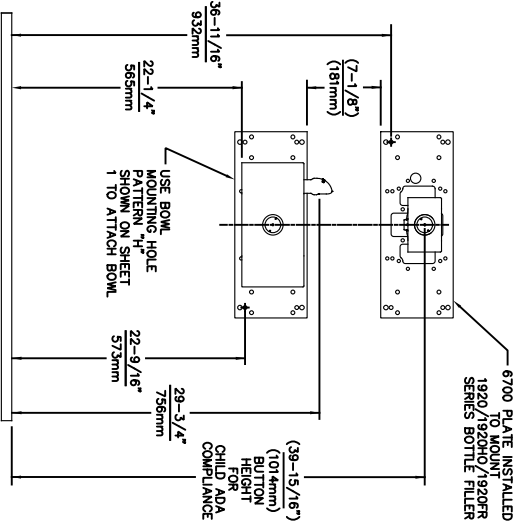 6700 PLATE INSTALLED
TO MOUNT
1920/1920HO/1920FR
SERIES BOTTLE FILLER
36-11/16"
932mm
(7-1/8")
(181mm)
22-1/4"
565mm
USE BOWL
MOUNTING HOLE
PATTERN "H"
SHOWN ON SHEET
1 TO ATTACH BOWL
22-9/16"
573mm
29-3/4"
756mm
(39-15/16")
(1014mm)
BUTTON
HEIGHT
FOR
CHILD ADA
COMPLIANCE